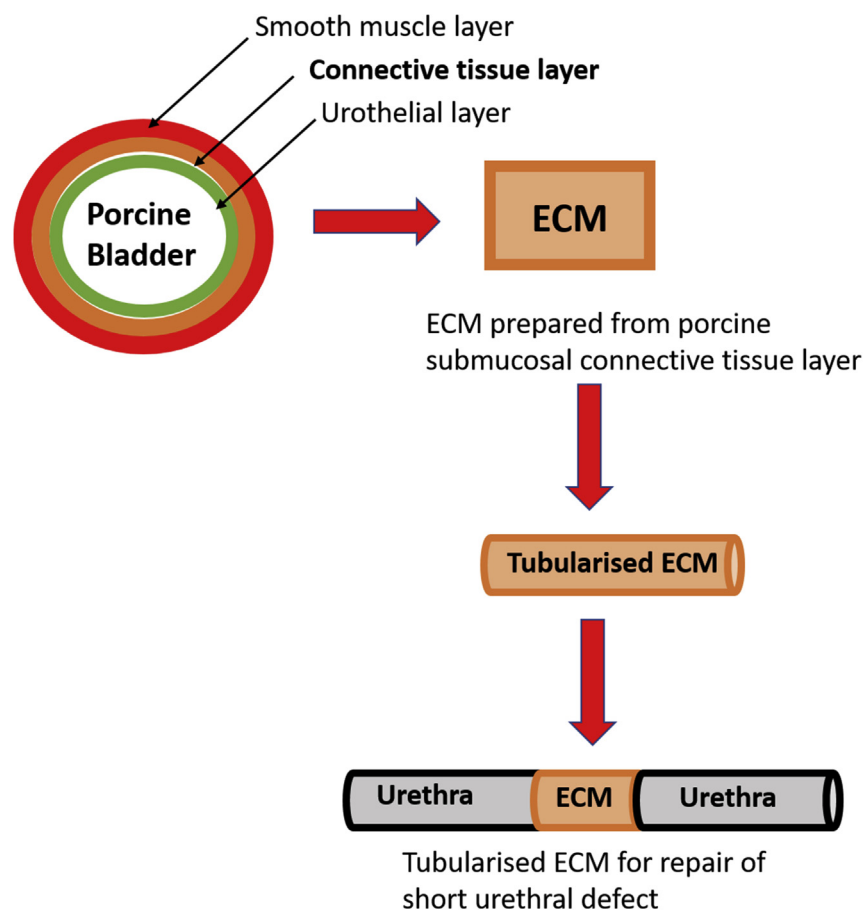 Smooth muscle layer
Connective tissue layer
Urothelial layer
Porcine
Bladder
ECM
ECM prepared from porcine
submucosal connective tissue layer
Tubularised ECM
Urethra
ECM
Urethra
Tubularised ECM for repair of
short urethral defect